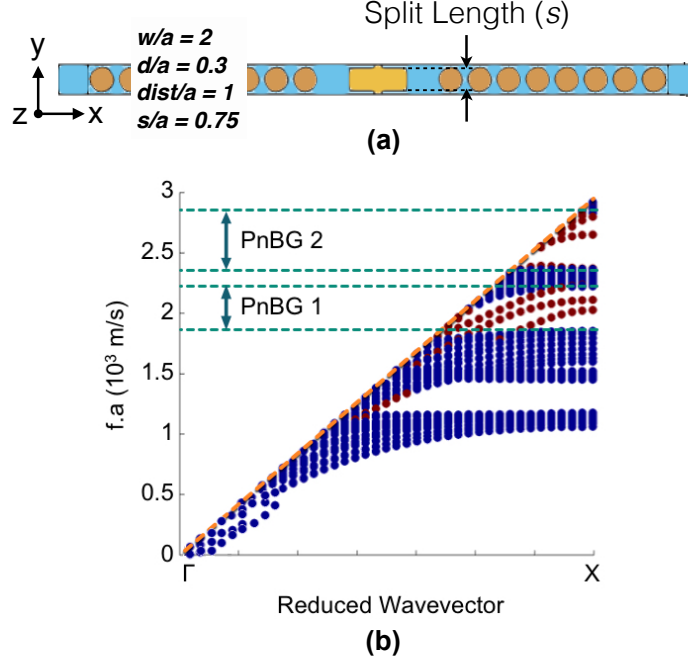 Split Length (s)
y
z
x
w/a = 2
d/a = 0.3
dist/a = 1
s/a = 0.75
(a)
3
2.5
2
1.5
1
0.5
0
f.a (10³ m/s)
PnBG 2
PnBG 1
Γ
X
Reduced Wavevector
(b)